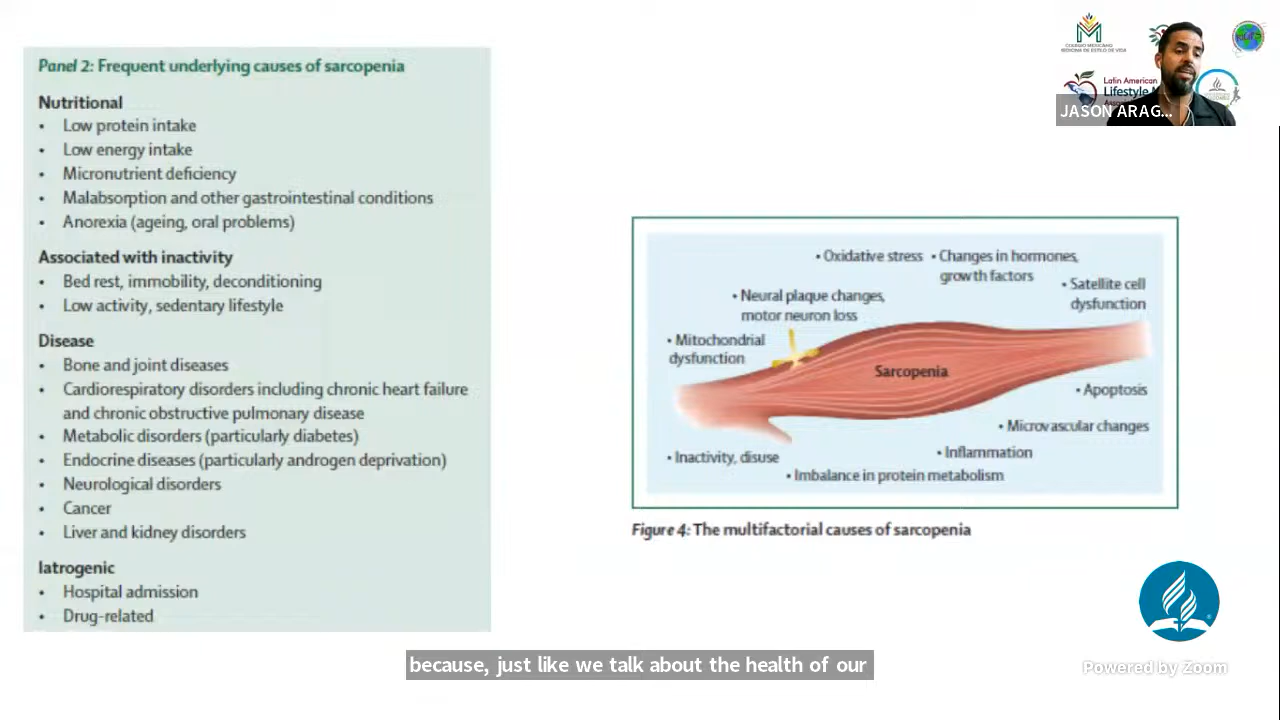 Panel 2: Frequent underlying causes of sarcopenia
Nutritional
• Low protein intake
• Low energy intake
• Micronutrient deficiency
• Malabsorption and other gastrointestinal conditions
• Anorexia (ageing, oral problems)
Associated with inactivity
• Bed rest, immobility, deconditioning
• Low activity, sedentary lifestyle
Disease
• Bone and joint diseases
• Cardiorespiratory disorders including chronic heart failure
and chronic obstructive pulmonary disease
• Metabolic disorders (particularly diabetes)
• Endocrine diseases (particularly androgen deprivation)
• Neurological disorders
• Cancer
• Liver and kidney disorders
Iatrogenic
• Hospital admission
• Drug-related
COLEGIO MEXICANO
MEDICINA DE ESTILO DE VIDA
Latin American
Lifestyle M
JASON ARAG...
• Oxidative stress
• Changes in hormones,
growth factors
• Satellite cell
dysfunction
• Neural plaque changes,
motor neuron loss
• Mitochondrial
dysfunction
Sarcopenia
• Apoptosis
• Microvascular changes
• Inflammation
• Inactivity, disuse
• Imbalance in protein metabolism
Figure 4: The multifactorial causes of sarcopenia
because, just like we talk about the health of our
Powered by Zoom